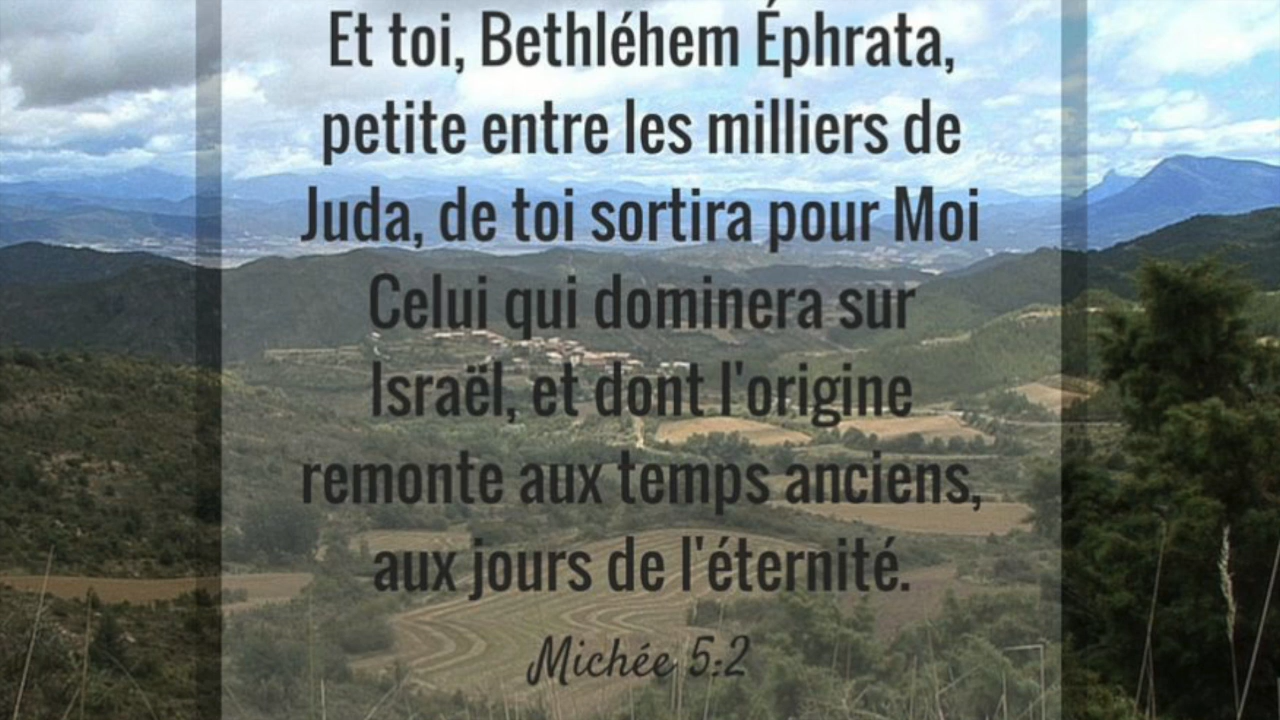 Et toi, Bethléhem Éphrata,
petite entre les milliers de
Juda, de toi sortira pour Moi
Celui qui dominera sur
Israël, et dont l'origine
remonte aux temps anciens,
aux jours de l'éternité.
Michée 5:2